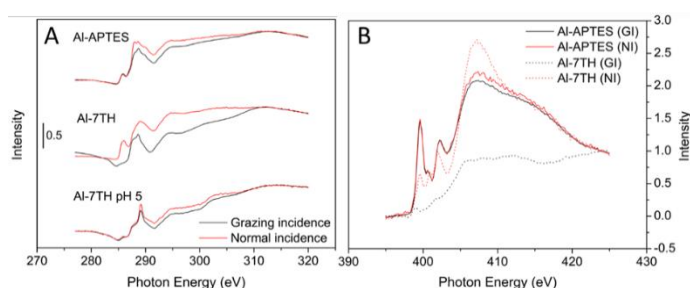 A
Al-APTES
Al-7TH
0.5
Al-7TH pH 5
Grazing incidence
Normal incidence
Intensity
270 280 290 300 310 320
Photon Energy (eV)
B
Al-APTES (GI)
Al-APTES (NI)
Al-7TH (GI)
Al-7TH (NI)
3.0
2.5
2.0
1.5
1.0
0.5
0.0
-0.5
Intensity
390 400 410 420 430
Photon Energy (eV)